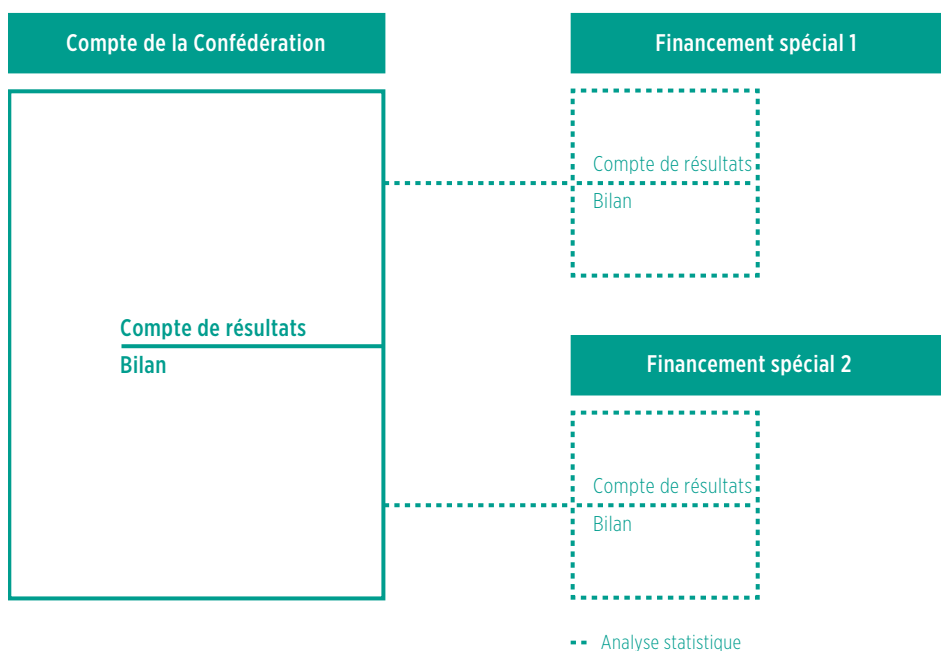 Compte de la Confédération
Financement spécial 1
Compte de résultats
Bilan
Compte de résultats
Bilan
Financement spécial 2
Compte de résultats
Bilan
Analyse statistique